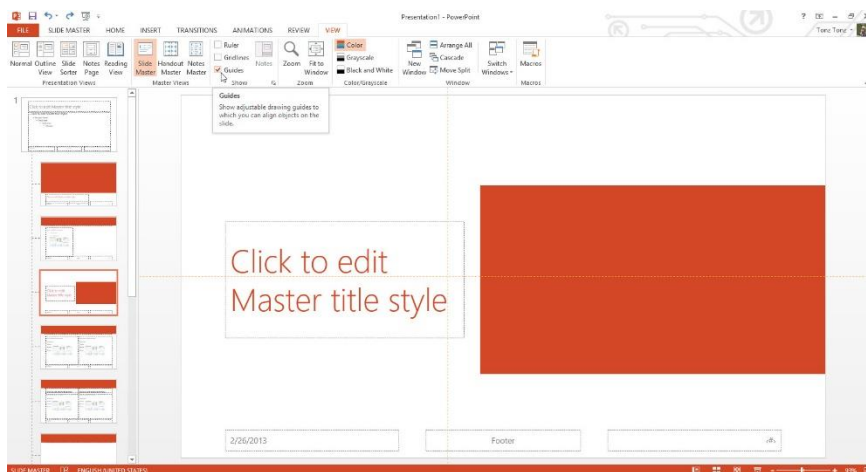 Presentation1 - PowerPoint
FILE SLIDE MASTER HOME INSERT TRANSITIONS ANIMATIONS REVIEW VIEW
Normal Outline View Slide Sorter Notes Page Reading View
Presentation Views
Slide Master Handout Master Notes Master
Master Views
Ruler
Gridlines
Guides
Notes
Show
Zoom Fit to Window
Zoom
Color
Grayscale
Black and White
Color/Grayscale
New Window
Arrange All
Cascade
Move Split
Switch Windows
Window
Macros
Macros
Guides
Show adjustable drawing guides to
which you can align objects on the
slide.
1
Click to edit
Master title style
2/26/2013 Footer ‹#›
SLIDE MASTER ENGLISH (UNITED STATES)